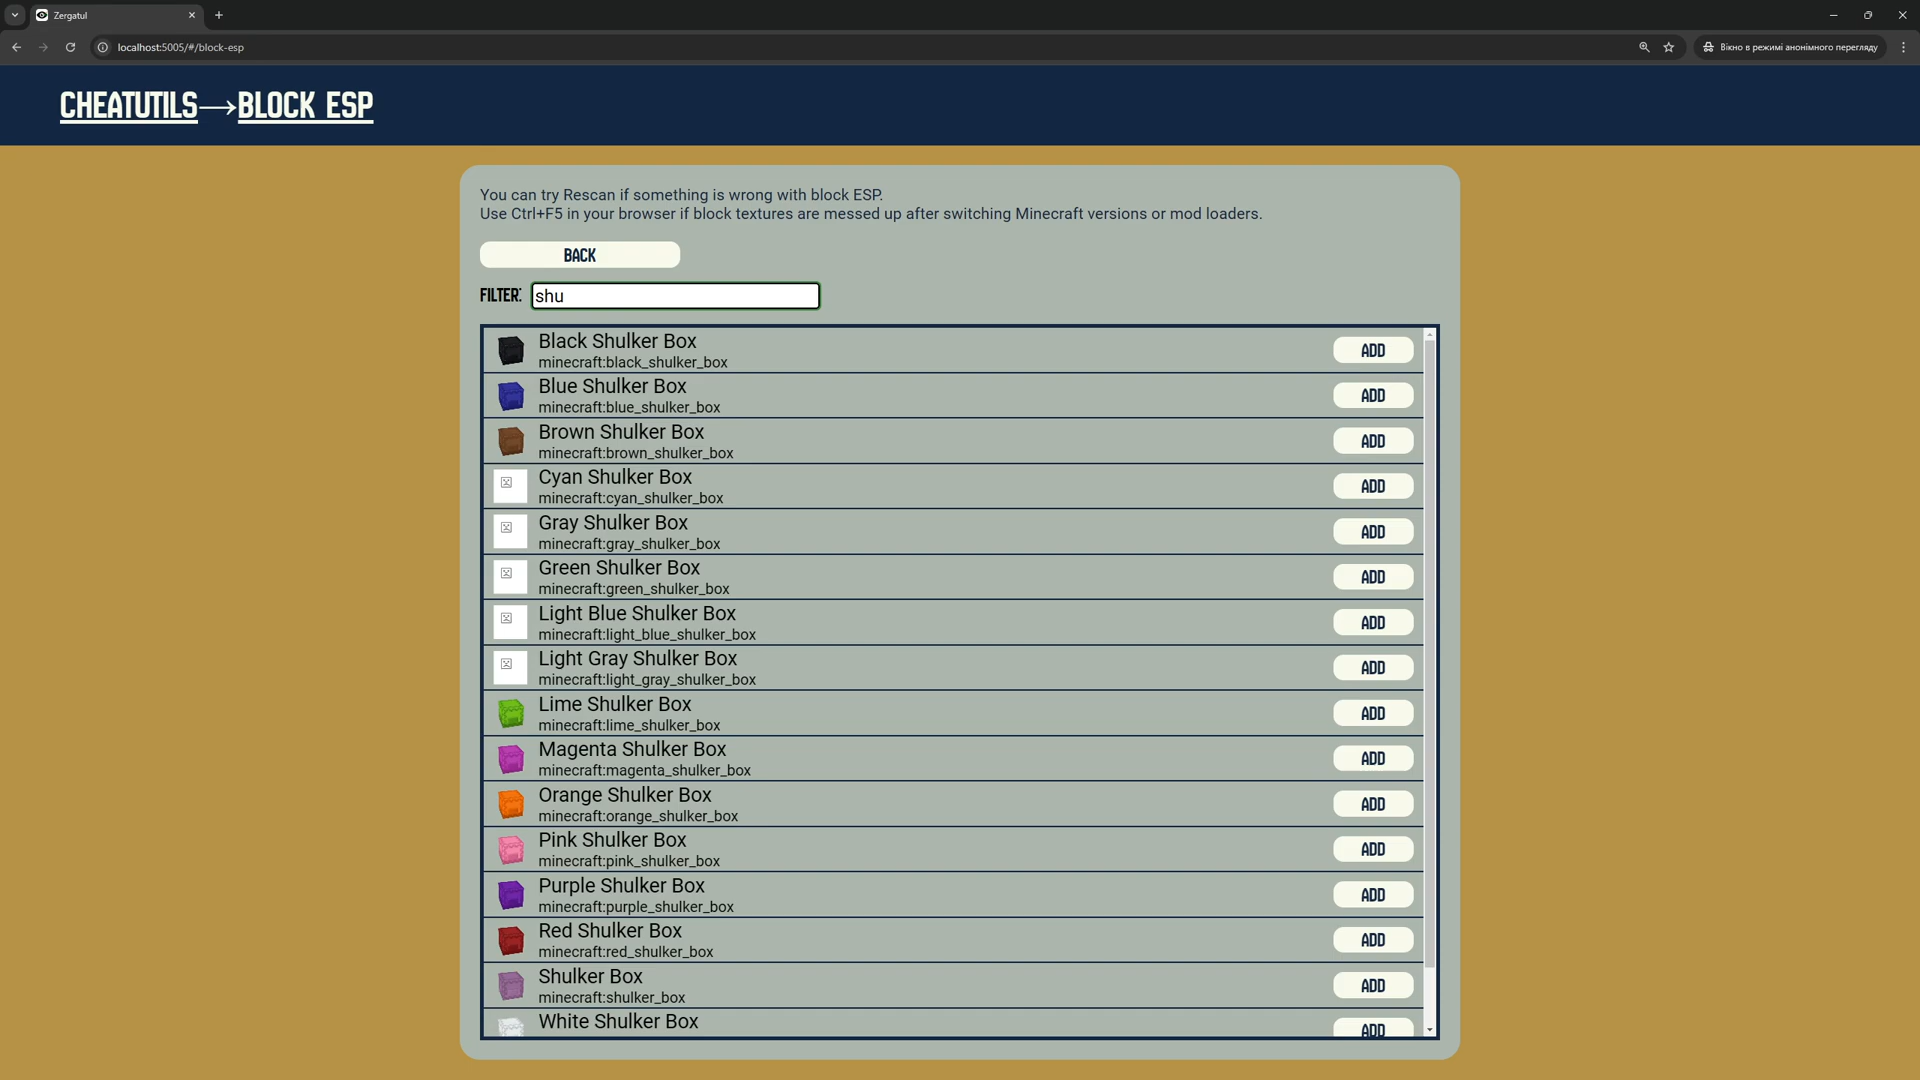 Zergatul
localhost:5005/#/block-esp
Вікно в режимі анонімного перегляду
CHEATUTILS→BLOCK ESP
You can try Rescan if something is wrong with block ESP.
Use Ctrl+F5 in your browser if block textures are messed up after switching Minecraft versions or mod loaders.
BACK
FILTER: shu
Black Shulker Box
minecraft:black_shulker_box
ADD
Blue Shulker Box
minecraft:blue_shulker_box
ADD
Brown Shulker Box
minecraft:brown_shulker_box
ADD
Cyan Shulker Box
minecraft:cyan_shulker_box
ADD
Gray Shulker Box
minecraft:gray_shulker_box
ADD
Green Shulker Box
minecraft:green_shulker_box
ADD
Light Blue Shulker Box
minecraft:light_blue_shulker_box
ADD
Light Gray Shulker Box
minecraft:light_gray_shulker_box
ADD
Lime Shulker Box
minecraft:lime_shulker_box
ADD
Magenta Shulker Box
minecraft:magenta_shulker_box
ADD
Orange Shulker Box
minecraft:orange_shulker_box
ADD
Pink Shulker Box
minecraft:pink_shulker_box
ADD
Purple Shulker Box
minecraft:purple_shulker_box
ADD
Red Shulker Box
minecraft:red_shulker_box
ADD
Shulker Box
minecraft:shulker_box
ADD
White Shulker Box
ADD